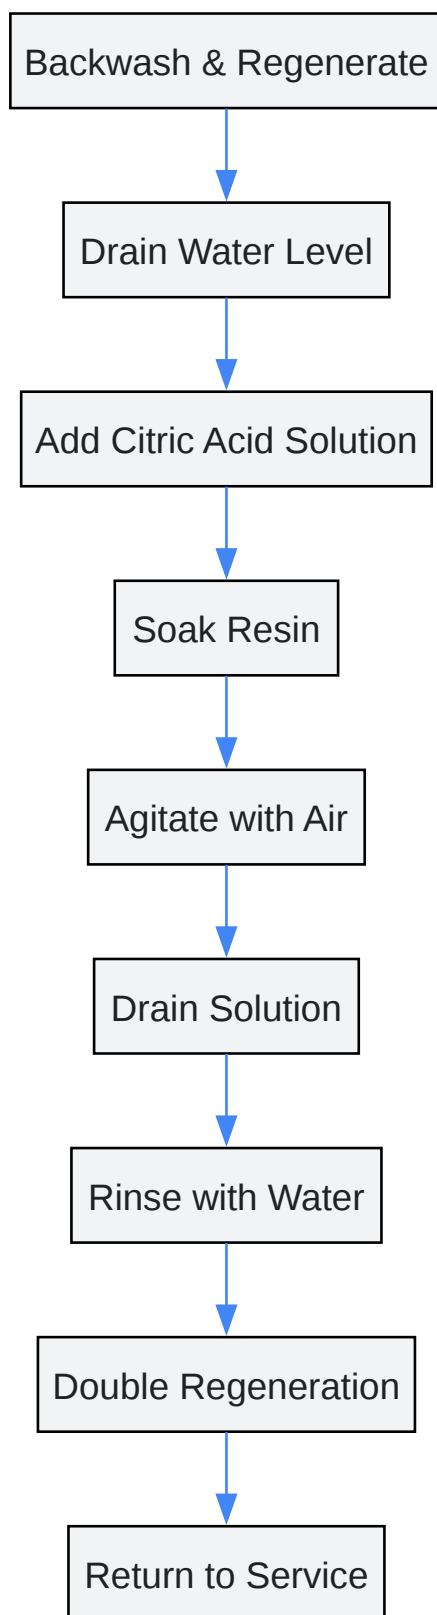 Backwash & Regenerate
Drain Water Level
Add Citric Acid Solution
Soak Resin
Agitate with Air
Drain Solution
Rinse with Water
Double Regeneration
Return to Service